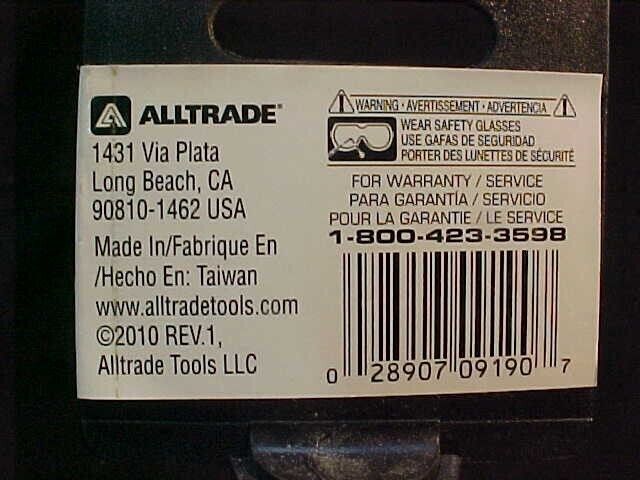 ALLTRADE®
1431 Via Plata
Long Beach, CA
90810-1462 USA
Made In/Fabrique En
/Hecho En: Taiwan
www.alltradetools.com
©2010 REV.1,
Alltrade Tools LLC
WARNING · AVERTISSEMENT · ADVERTENCIA
WEAR SAFETY GLASSES
USE GAFAS DE SEGURIDAD
PORTER DES LUNETTES DE SÉCURITÉ
FOR WARRANTY / SERVICE
PARA GARANTÍA / SERVICIO
POUR LA GARANTIE / LE SERVICE
1-800-423-3598
0 28907 09190 7